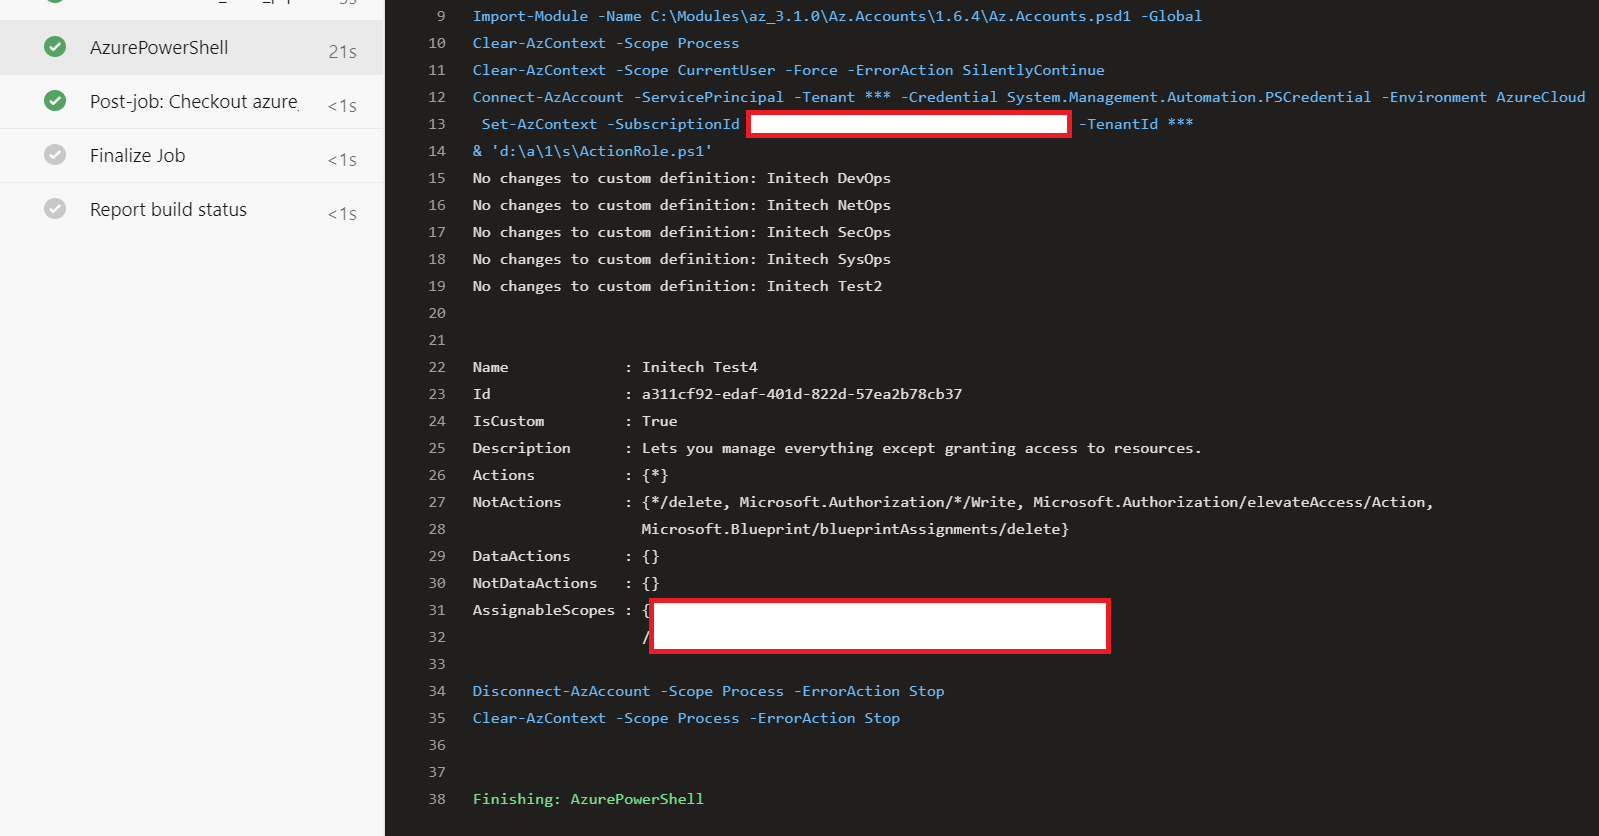 AzurePowerShell 21s
Post-job: Checkout azure_ <1s
Finalize Job <1s
Report build status <1s
9 Import-Module -Name C:\Modules\az_3.1.0\Az.Accounts\1.6.4\Az.Accounts.psd1 -Global
10 Clear-AzContext -Scope Process
11 Clear-AzContext -Scope CurrentUser -Force -ErrorAction SilentlyContinue
12 Connect-AzAccount -ServicePrincipal -Tenant *** -Credential System.Management.Automation.PSCredential -Environment AzureCloud
13 Set-AzContext -SubscriptionId -TenantId ***
14 & 'd:\a\1\s\ActionRole.ps1'
15 No changes to custom definition: Initech DevOps
16 No changes to custom definition: Initech NetOps
17 No changes to custom definition: Initech SecOps
18 No changes to custom definition: Initech SysOps
19 No changes to custom definition: Initech Test2
20
21
22 Name : Initech Test4
23 Id : a311cf92-edaf-401d-822d-57ea2b78cb37
24 IsCustom : True
25 Description : Lets you manage everything except granting access to resources.
26 Actions : {*}
27 NotActions : {*/delete, Microsoft.Authorization/*/Write, Microsoft.Authorization/elevateAccess/Action,
28 Microsoft.Blueprint/blueprintAssignments/delete}
29 DataActions : {}
30 NotDataActions : {}
31 AssignableScopes : {
32 /
33
34 Disconnect-AzAccount -Scope Process -ErrorAction Stop
35 Clear-AzContext -Scope Process -ErrorAction Stop
36
37
38 Finishing: AzurePowerShell